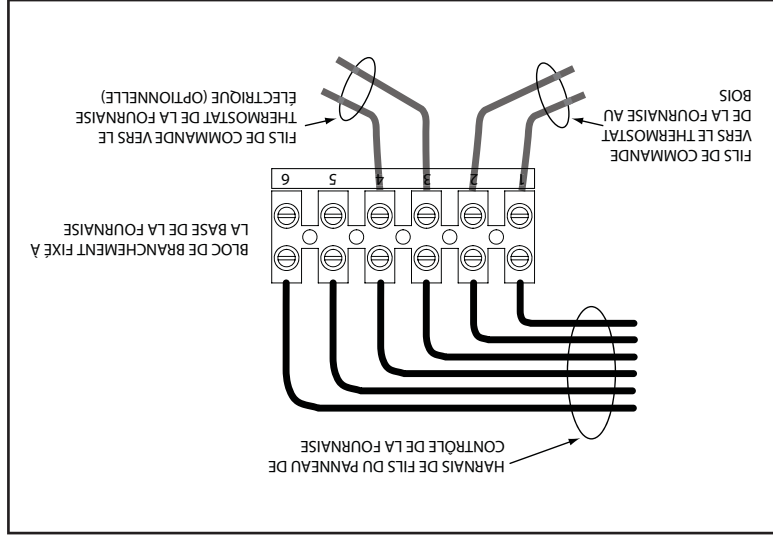 HARNAIS DE FILS DU PANNEAU DE
CONTRÔLE DE LA FOURNAISE
BLOC DE BRANCHEMENT FIXÉ À
LA BASE DE LA FOURNAISE
1 2 3 4 5 6
FILS DE COMMANDE
VERS LE THERMOSTAT
DE LA FOURNAISE AU
BOIS
FILS DE COMMANDE VERS LE
THERMOSTAT DE LA FOURNAISE
ÉLECTRIQUE (OPTIONNELLE)